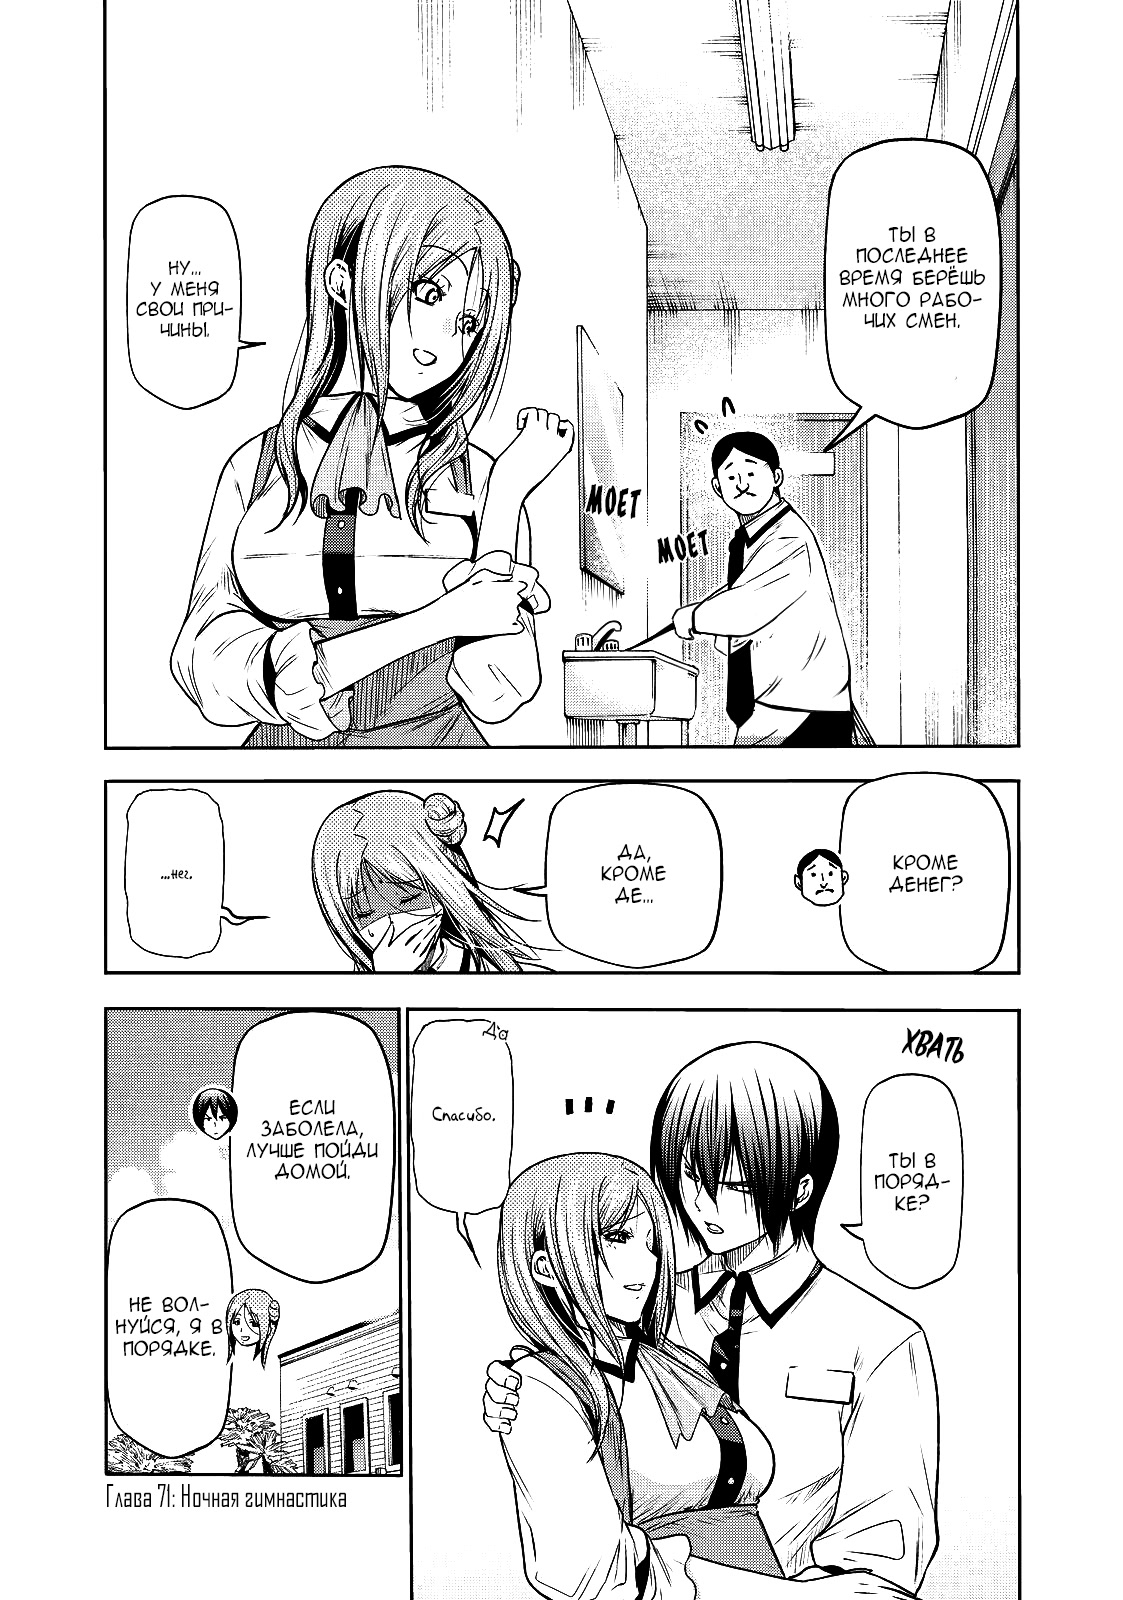 ТЫ В
ПОСЛЕДНЕЕ
ВРЕМЯ БЕРЁШЬ
МНОГО РАБО-
ЧИХ СМЕН.
НУ...
У МЕНЯ
СВОИ ПРИ-
ЧИНЫ.
МОЕТ
МОЕТ
КРОМЕ
ДЕНЕГ?
ДА,
КРОМЕ
ДЕ...
...нег.
ХВАТЬ
ТЫ В
ПОРЯД-
КЕ?
Да
Спасибо.
ЕСЛИ
ЗАБОЛЕЛА,
ЛУЧШЕ ПОЙДИ
ДОМОЙ.
НЕ ВОЛ-
НУЙСЯ, Я В
ПОРЯДКЕ.
Глава 71: Ночная гимнастика